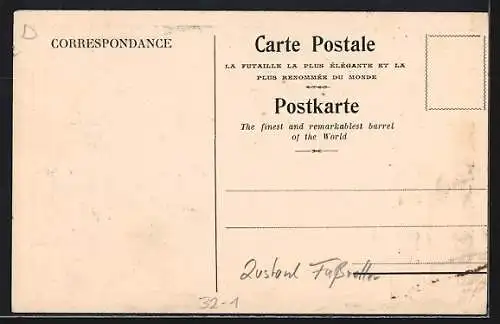 D
CORRESPONDANCE
Carte Postale
LA FUTAILLE LA PLUS ÉLÉGANTE ET LA
PLUS RENOMMÉE DU MONDE
Postkarte
The finest and remarkablest barrel
of the World
Zustand
32-1